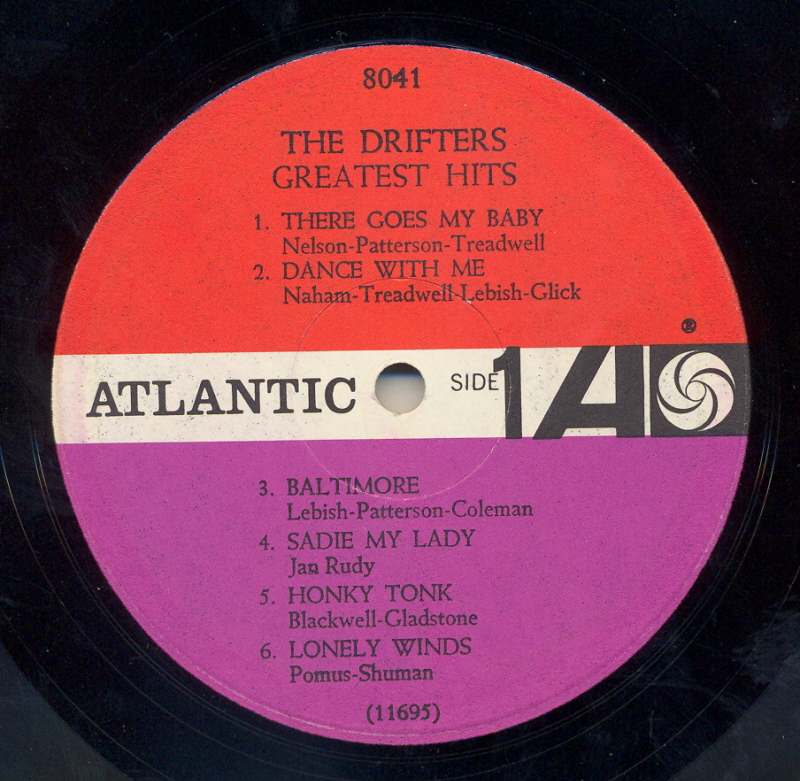 8041
THE DRIFTERS
GREATEST HITS
1. THERE GOES MY BABY
Nelson-Patterson-Treadwell
2. DANCE WITH ME
Naham-Treadwell-Lebish-Glick
®
ATLANTIC
SIDE 1
A
3. BALTIMORE
Lebish-Patterson-Coleman
4. SADIE MY LADY
Jan Rudy
5. HONKY TONK
Blackwell-Gladstone
6. LONELY WINDS
Pomus-Shuman
(11695)